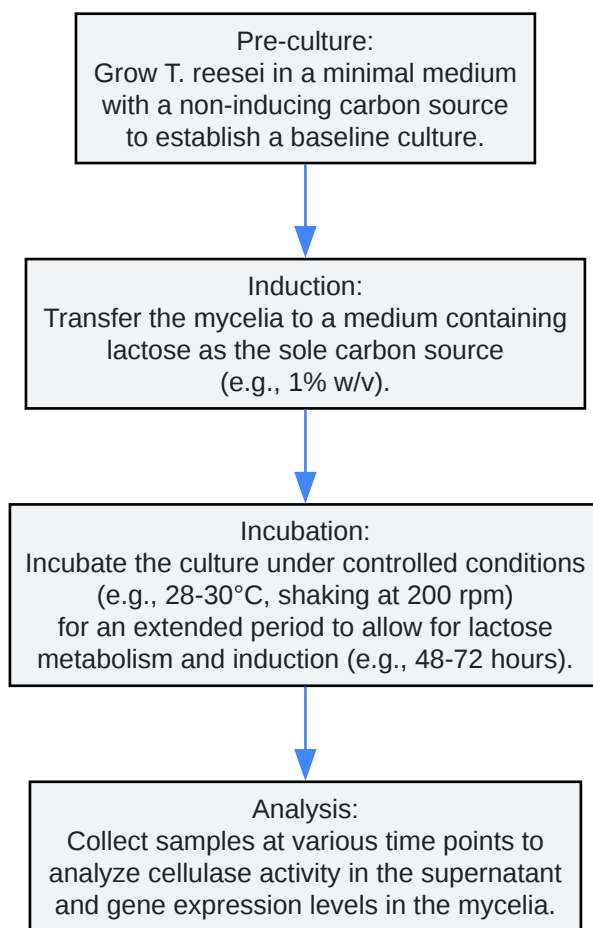 Pre-culture:
Grow T. reesei in a minimal medium
with a non-inducing carbon source
to establish a baseline culture.
Induction:
Transfer the mycelia to a medium containing
lactose as the sole carbon source
(e.g., 1% w/v).
Incubation:
Incubate the culture under controlled conditions
(e.g., 28-30°C, shaking at 200 rpm)
for an extended period to allow for lactose
metabolism and induction (e.g., 48-72 hours).
Analysis:
Collect samples at various time points to
analyze cellulase activity in the supernatant
and gene expression levels in the mycelia.